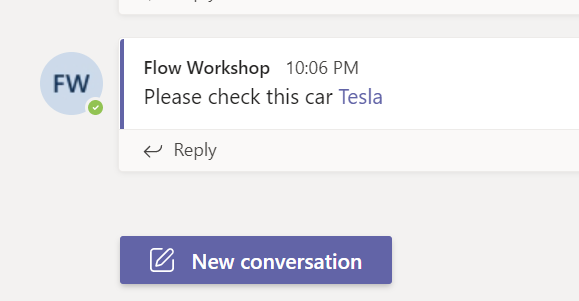 FW
Flow Workshop 10:06 PM
Please check this car Tesla
Reply
New conversation